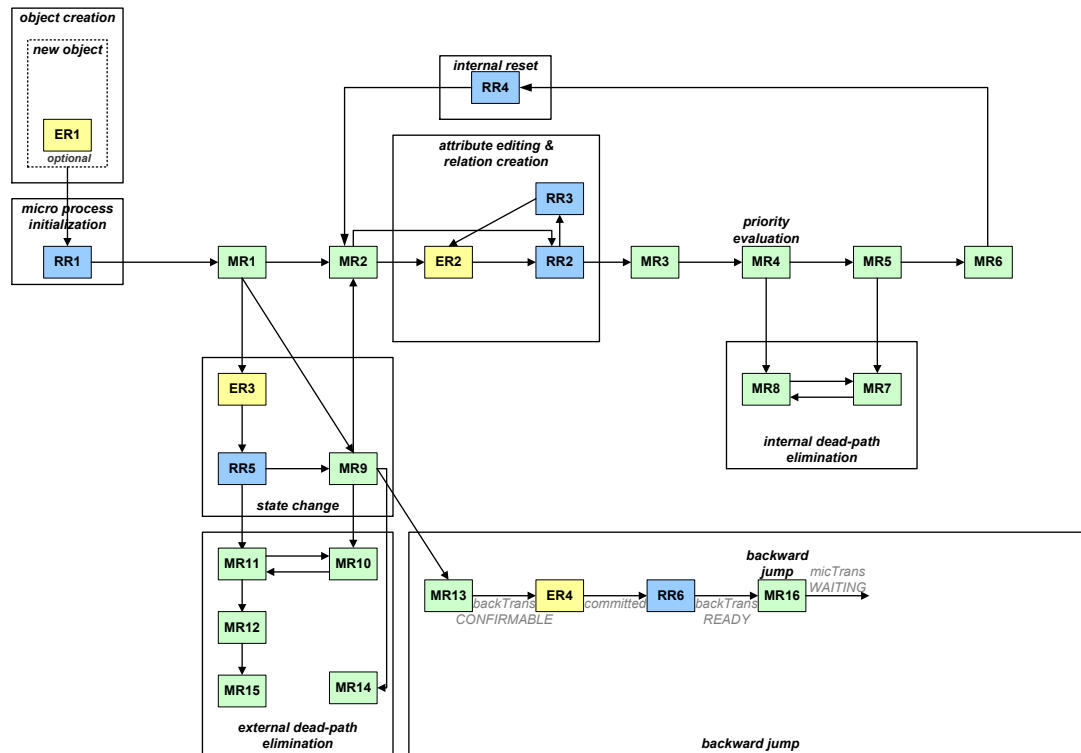 object creation
new object
ER1
optional
micro process
initialization
RR1
internal reset
RR4
attribute editing &
relation creation
RR3
priority
evaluation
MR1
MR2
ER2
RR2
MR3
MR4
MR5
MR6
ER3
MR8
MR7
internal dead-path
elimination
RR5
MR9
state change
MR11
MR10
MR12
MR15
MR14
external dead-path
elimination
backward
jump
micTrans
WAITING
MR13
ER4
RR6
MR16
backTrans
CONFIRMABLE
committed
backTrans
READY
backward jump